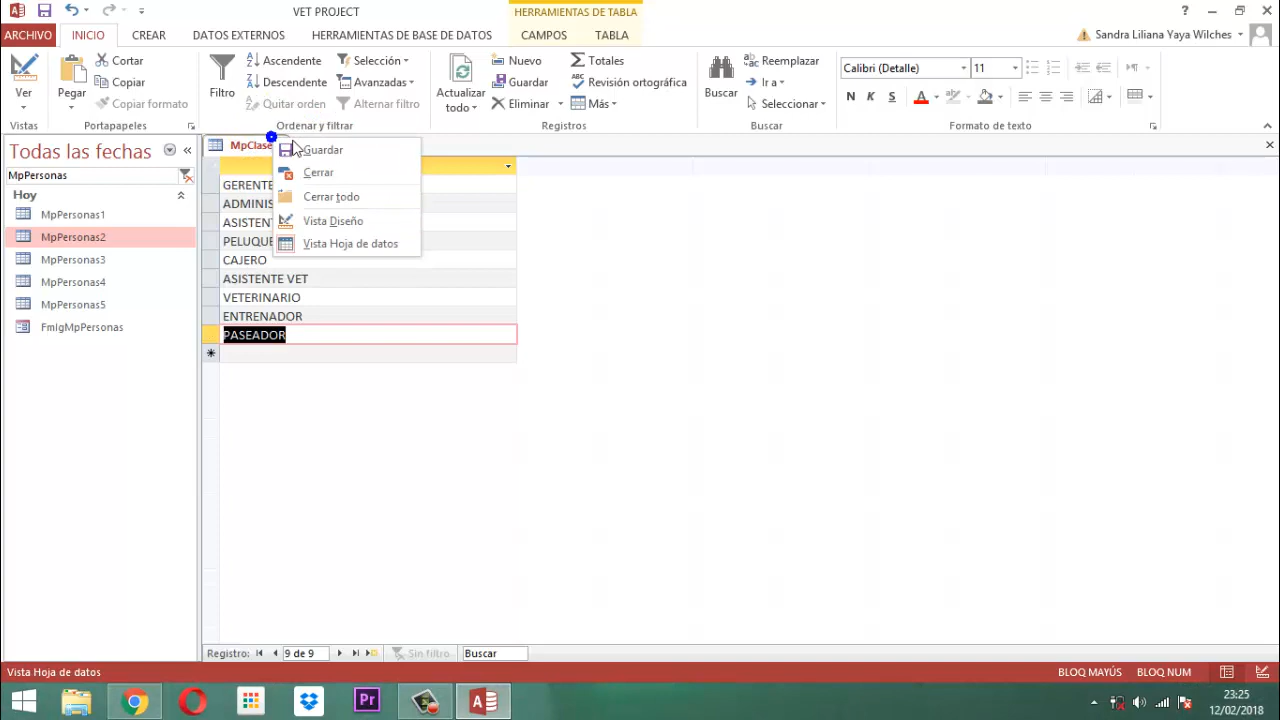 VET PROJECT
HERRAMIENTAS DE TABLA
ARCHIVO INICIO CREAR DATOS EXTERNOS HERRAMIENTAS DE BASE DE DATOS CAMPOS TABLA
Sandra Liliana Yaya Wilches
Ver
Vistas
Pegar
Cortar
Copiar
Copiar formato
Portapapeles
Filtro
Ascendente
Descendente
Quitar orden
Selección
Avanzadas
Alternar filtro
Ordenar y filtrar
Actualizar
todo
Nuevo
Guardar
Eliminar
Totales
Revisión ortográfica
Más
Registros
Buscar
Reemplazar
Ir a
Seleccionar
Buscar
Calibri (Detalle) 11
N K S
Formato de texto
Todas las fechas
MpPersonas
Hoy
MpPersonas1
MpPersonas2
MpPersonas3
MpPersonas4
MpPersonas5
FmIgMpPersonas
Guardar
Cerrar
Cerrar todo
Vista Diseño
Vista Hoja de datos
GERENTE
CAJERO
ASISTENTE VET
VETERINARIO
ENTRENADOR
PASEADOR
Registro: 9 de 9 Sin filtro Buscar
Vista Hoja de datos
BLOQ MAYÚS BLOQ NUM
Pr
23:25
12/02/2018